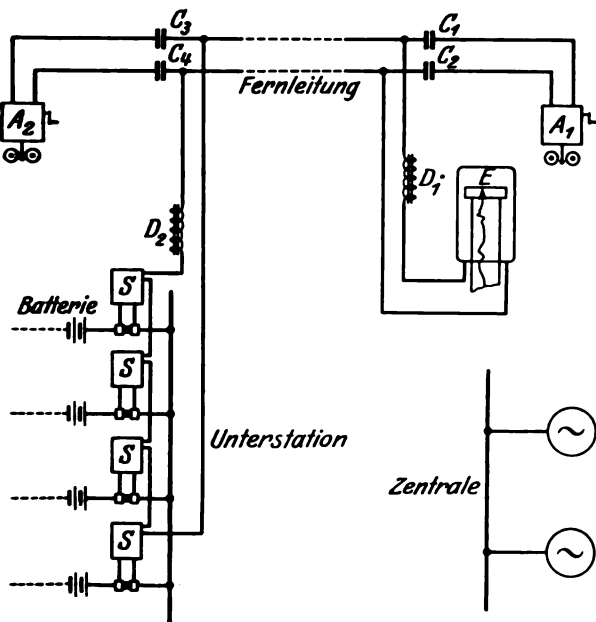 C₃
C₁
C₄
C₂
Fernleitung
A₂
A₁
D₁
E
D₂
S
Batterie
S
Unterstation
S
Zentrale
S